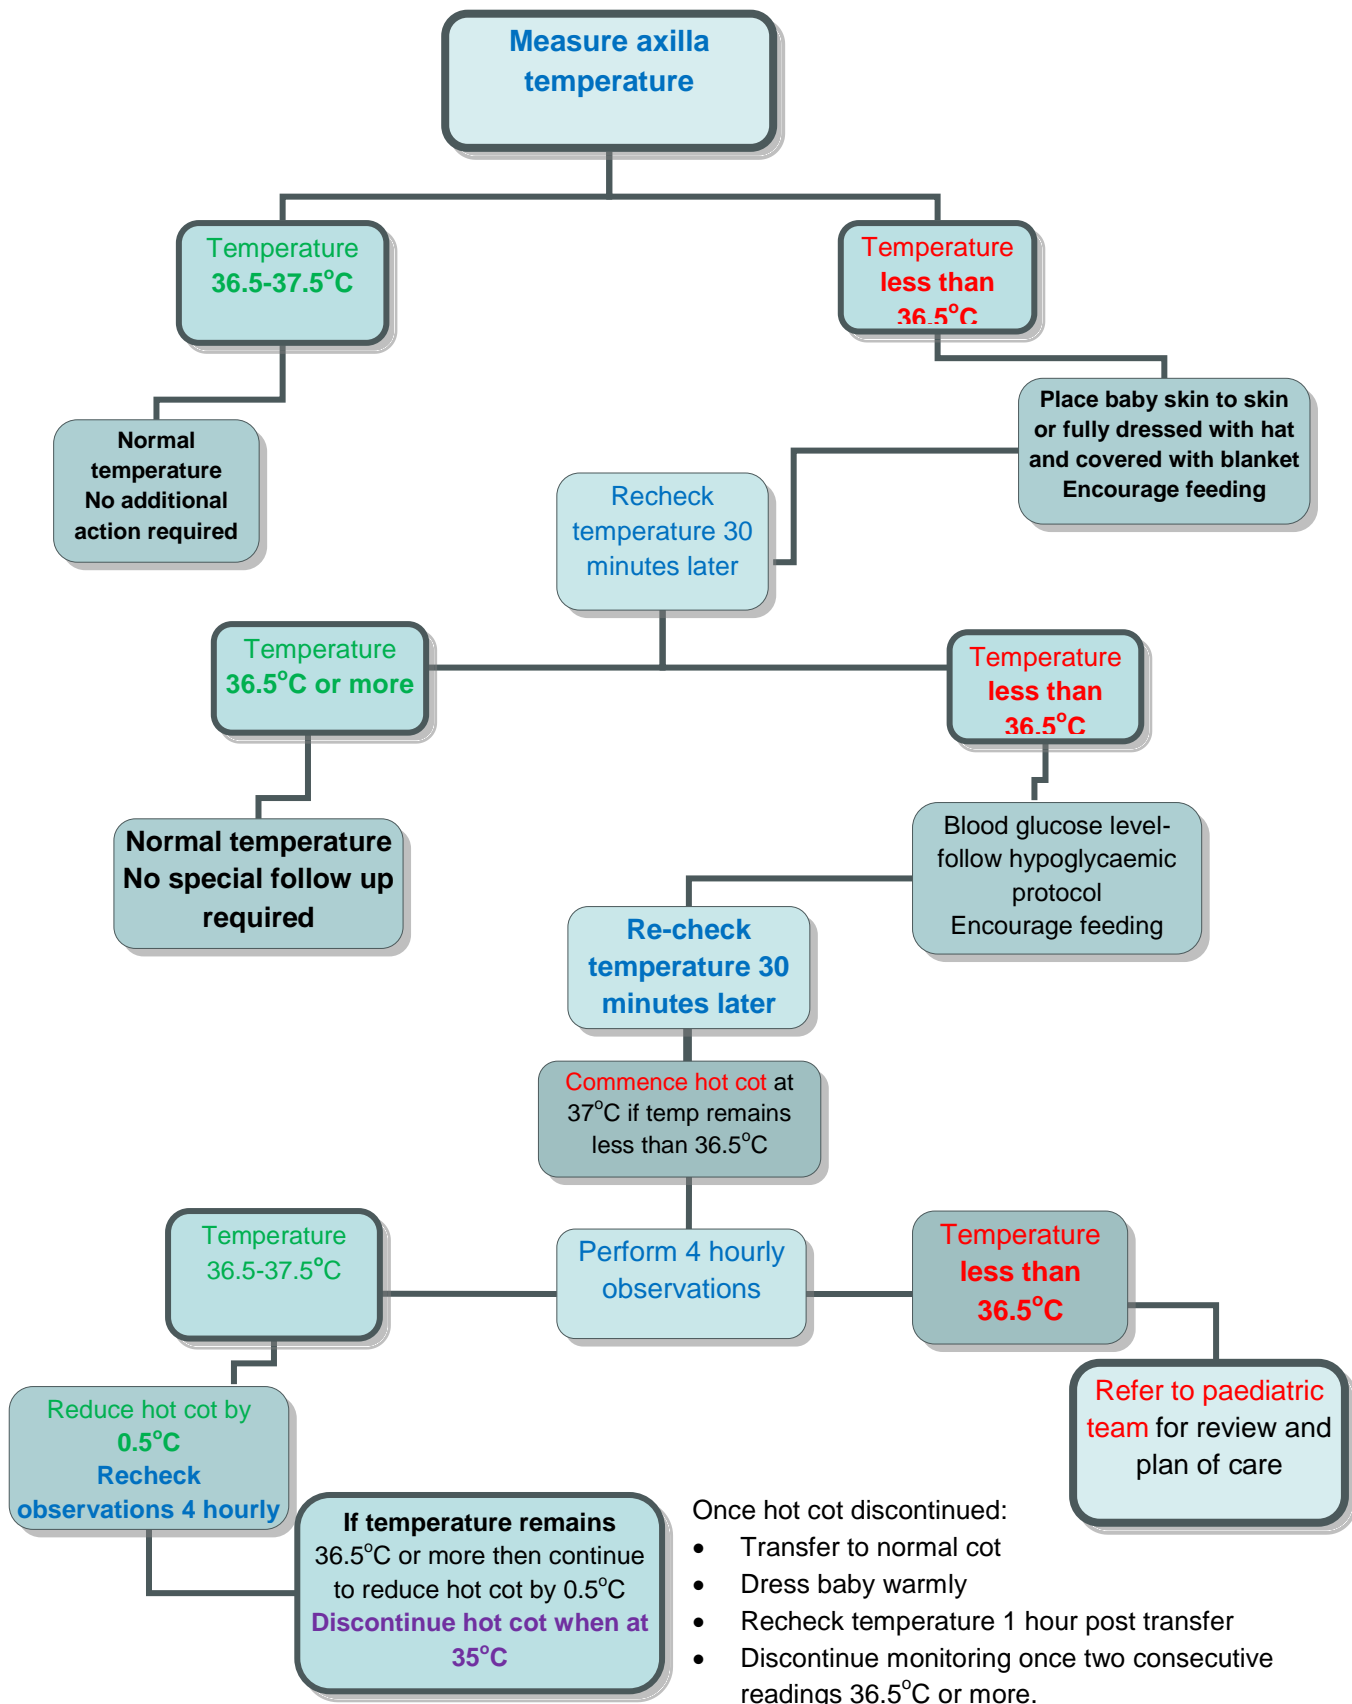 Measure axilla
temperature
Temperature
36.5-37.5°C
Temperature
less than
36.5°C
Normal
temperature
No additional
action required
Place baby skin to skin
or fully dressed with hat
and covered with blanket
Encourage feeding
Recheck
temperature 30
minutes later
Temperature
36.5°C or more
Temperature
less than
36.5°C
Normal temperature
No special follow up
required
Blood glucose level-
follow hypoglycaemic
protocol
Encourage feeding
Re-check
temperature 30
minutes later
Commence hot cot at
37°C if temp remains
less than 36.5°C
Temperature
36.5-37.5°C
Perform 4 hourly
observations
Temperature
less than
36.5°C
Reduce hot cot by
0.5°C
Recheck
observations 4 hourly
Refer to paediatric
team for review and
plan of care
If temperature remains
36.5°C or more then continue
to reduce hot cot by 0.5°C
Discontinue hot cot when at
35°C
Once hot cot discontinued:
• Transfer to normal cot
• Dress baby warmly
• Recheck temperature 1 hour post transfer
• Discontinue monitoring once two consecutive
readings 36.5°C or more.